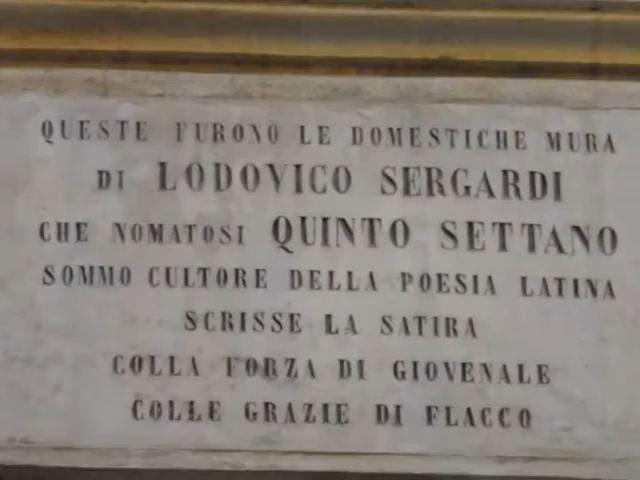 QUESTE FURONO LE DOMESTICHE MURA
DI LODOVICO SERGARDI
CHE NOMATOSI QUINTO SETTANO
SOMMO CULTORE DELLA POESIA LATINA
SCRISSE LA SATIRA
COLLA FORZA DI GIOVENALE
COLLE GRAZIE DI FLACCO